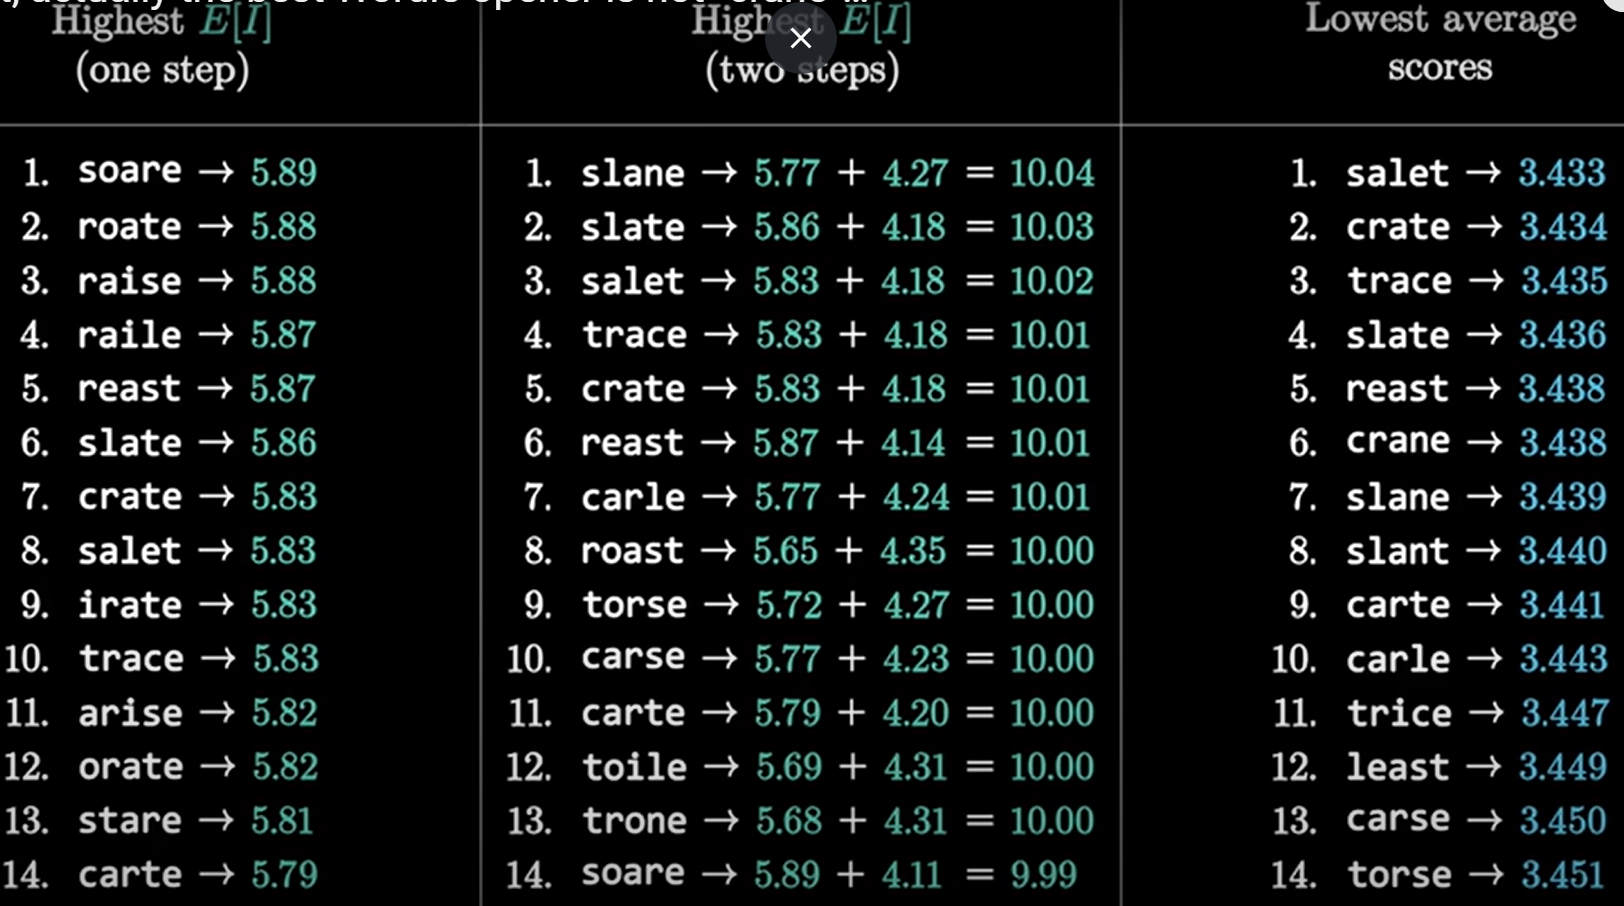 t, actually the best Wordle opener is not "crane"...
Highest E[I]
(one step)
1. soare → 5.89
2. roate → 5.88
3. raise → 5.88
4. raile → 5.87
5. reast → 5.87
6. slate → 5.86
7. crate → 5.83
8. salet → 5.83
9. irate → 5.83
10. trace → 5.83
11. arise → 5.82
12. orate → 5.82
13. stare → 5.81
14. carte → 5.79
Highest E[I]
(two steps)
1. slane → 5.77 + 4.27 = 10.04
2. slate → 5.86 + 4.18 = 10.03
3. salet → 5.83 + 4.18 = 10.02
4. trace → 5.83 + 4.18 = 10.01
5. crate → 5.83 + 4.18 = 10.01
6. reast → 5.87 + 4.14 = 10.01
7. carle → 5.77 + 4.24 = 10.01
8. roast → 5.65 + 4.35 = 10.00
9. torse → 5.72 + 4.27 = 10.00
10. carse → 5.77 + 4.23 = 10.00
11. carte → 5.79 + 4.20 = 10.00
12. toile → 5.69 + 4.31 = 10.00
13. trone → 5.68 + 4.31 = 10.00
14. soare → 5.89 + 4.11 = 9.99
Lowest average
scores
1. salet → 3.433
2. crate → 3.434
3. trace → 3.435
4. slate → 3.436
5. reast → 3.438
6. crane → 3.438
7. slane → 3.439
8. slant → 3.440
9. carte → 3.441
10. carle → 3.443
11. trice → 3.447
12. least → 3.449
13. carse → 3.450
14. torse → 3.451